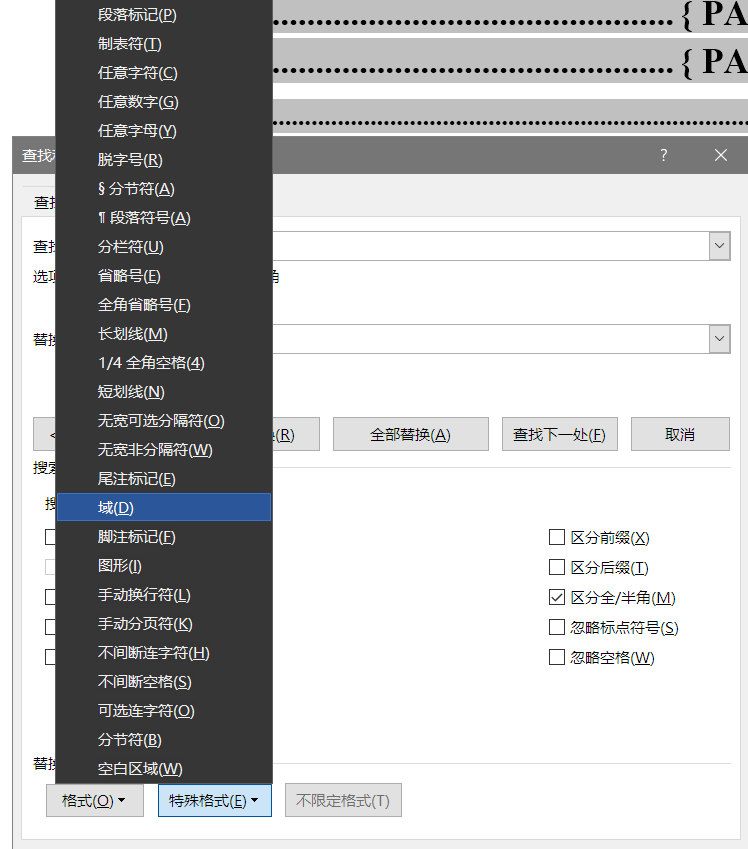 段落标记(P)
........................................ { PA
制表符(T)
........................................ { PA
任意字符(C)
任意数字(G)
................................................
任意字母(Y)
查找 脱字号(R) ?
§ 分节符(A)
查 ¶ 段落符号(A)
查找 分栏符(U)
选项 省略号(E) 角
全角省略号(F)
替换 长划线(M)
1/4 全角空格(4)
短划线(N)
无宽可选分隔符(O)
< (R) 全部替换(A) 查找下一处(F) 取消
无宽非分隔符(W)
搜索
尾注标记(E)
搜 域(D)
脚注标记(F) 区分前缀(X)
图形(I) 区分后缀(T)
手动换行符(L) 区分全/半角(M)
手动分页符(K) 忽略标点符号(S)
不间断连字符(H) 忽略空格(W)
不间断空格(S)
可选连字符(O)
分节符(B)
替换 空白区域(W)
格式(O) 特殊格式(E) 不限定格式(T)